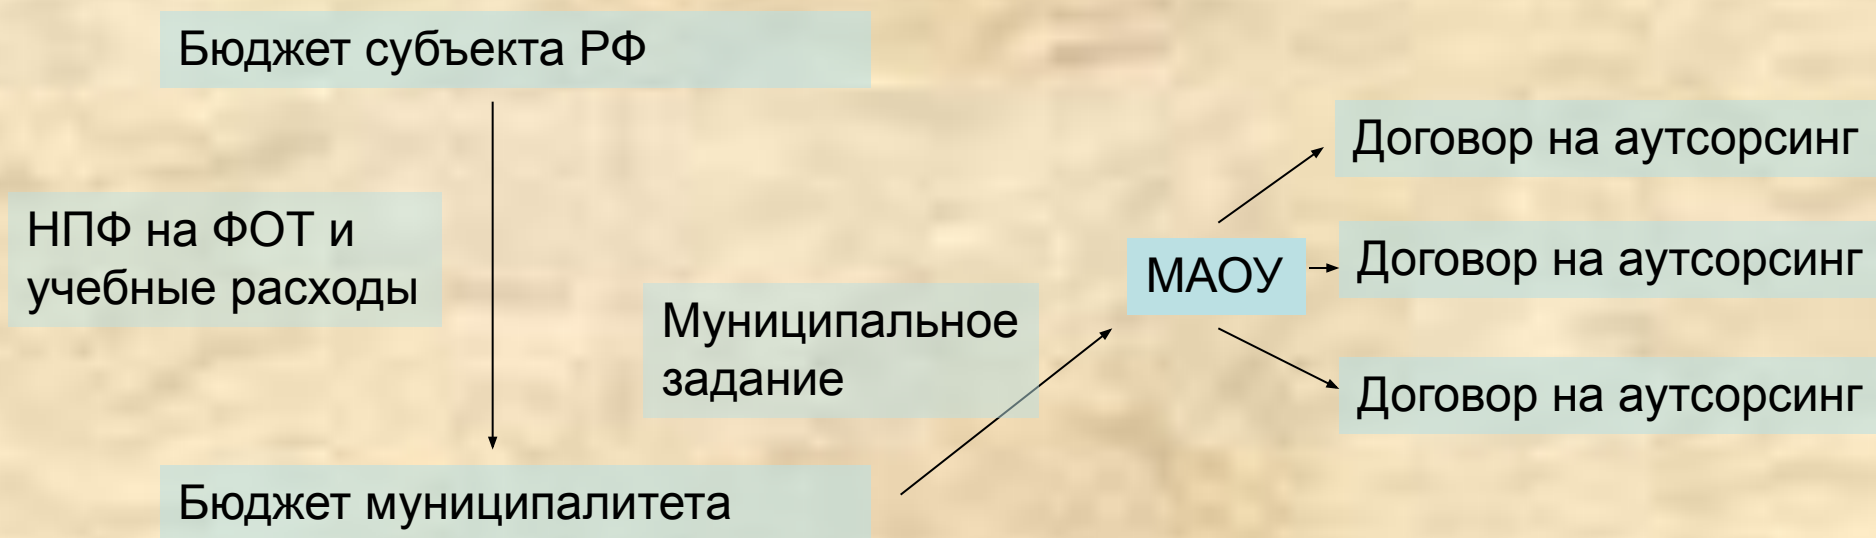 Бюджет субъекта РФ
НПФ на ФОТ и
учебные расходы
Муниципальное
задание
Бюджет муниципалитета
МАОУ
Договор на аутсорсинг
Договор на аутсорсинг
Договор на аутсорсинг